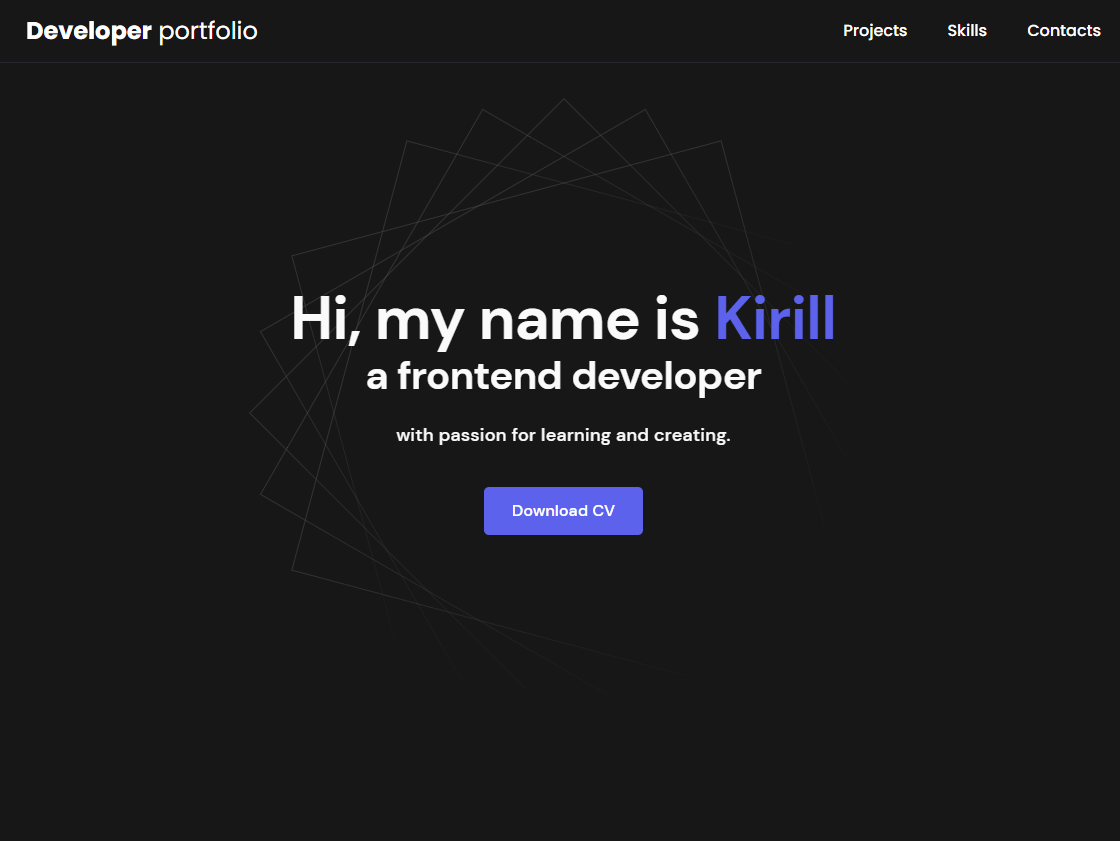 Developer portfolio
Projects Skills Contacts
Hi, my name is Kirill
a frontend developer
with passion for learning and creating.
Download CV